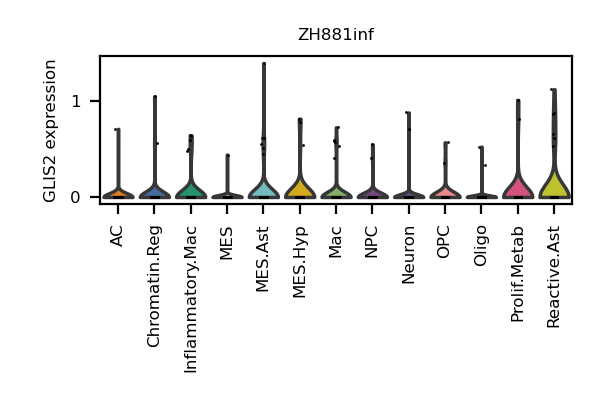 ZH881inf
GLIS2 expression
1
0
AC
Chromatin.Reg
Inflammatory.Mac
MES
MES.Ast
MES.Hyp
Mac
NPC
Neuron
OPC
Oligo
Prolif.Metab
Reactive.Ast